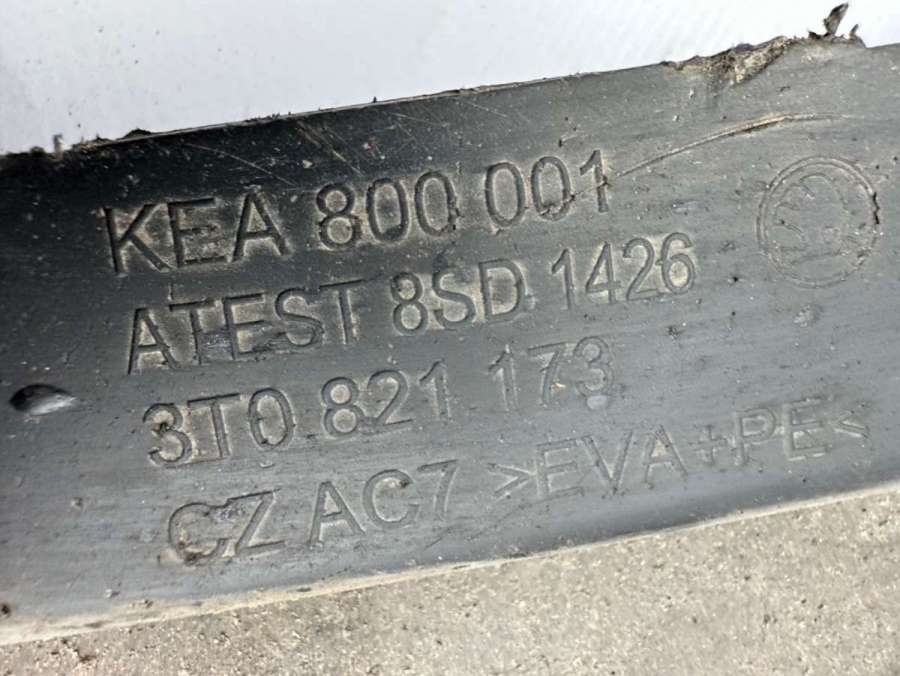 KEA 800 001
ATEST 8SD 1426
3T0 821 173
CZ AC7 >EVA+PE<